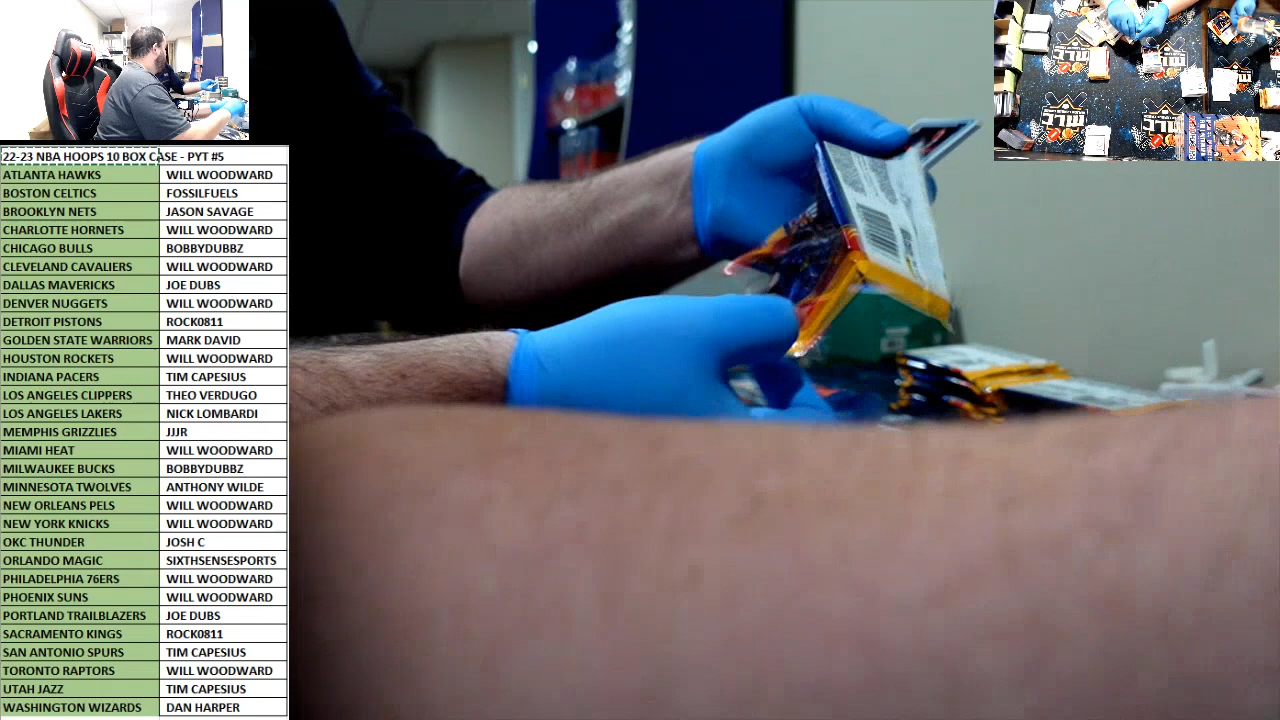 22-23 NBA HOOPS 10 BOX CASE - PYT #5
ATLANTA HAWKS WILL WOODWARD
BOSTON CELTICS FOSSILFUELS
BROOKLYN NETS JASON SAVAGE
CHARLOTTE HORNETS WILL WOODWARD
CHICAGO BULLS BOBBYDUBBZ
CLEVELAND CAVALIERS WILL WOODWARD
DALLAS MAVERICKS JOE DUBS
DENVER NUGGETS WILL WOODWARD
DETROIT PISTONS ROCK0811
GOLDEN STATE WARRIORS MARK DAVID
HOUSTON ROCKETS WILL WOODWARD
INDIANA PACERS TIM CAPESIUS
LOS ANGELES CLIPPERS THEO VERDUGO
LOS ANGELES LAKERS NICK LOMBARDI
MEMPHIS GRIZZLIES JJJR
MIAMI HEAT WILL WOODWARD
MILWAUKEE BUCKS BOBBYDUBBZ
MINNESOTA TWOLVES ANTHONY WILDE
NEW ORLEANS PELS WILL WOODWARD
NEW YORK KNICKS WILL WOODWARD
OKC THUNDER JOSH C
ORLANDO MAGIC SIXTHSENSESPORTS
PHILADELPHIA 76ERS WILL WOODWARD
PHOENIX SUNS WILL WOODWARD
PORTLAND TRAILBLAZERS JOE DUBS
SACRAMENTO KINGS ROCK0811
SAN ANTONIO SPURS TIM CAPESIUS
TORONTO RAPTORS WILL WOODWARD
UTAH JAZZ TIM CAPESIUS
WASHINGTON WIZARDS DAN HARPER
MLC
MLC
MLC
MLC